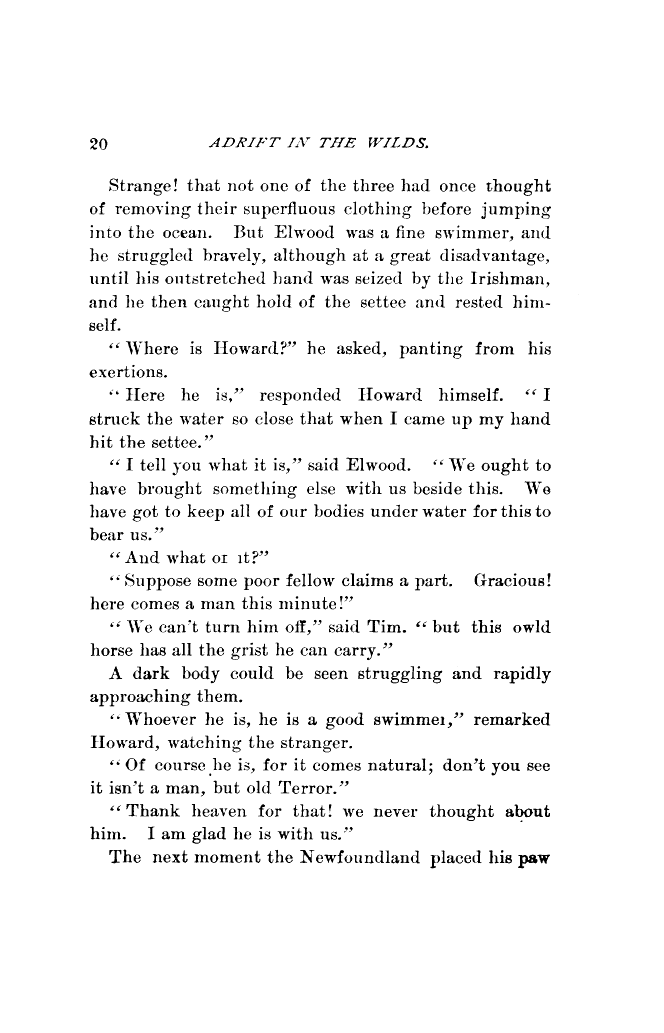 20 ADRIFT IN THE WILDS.
Strange! that not one of the three had once thought
of removing their superfluous clothing before jumping
into the ocean. But Elwood was a fine swimmer, and
he struggled bravely, although at a great disadvantage,
until his outstretched hand was seized by the Irishman,
and he then caught hold of the settee and rested him-
self.
“Where is Howard?” he asked, panting from his
exertions.
“Here he is,” responded Howard himself. “I
struck the water so close that when I came up my hand
hit the settee.”
“I tell you what it is,” said Elwood. “We ought to
have brought something else with us beside this. We
have got to keep all of our bodies under water for this to
bear us.”
“And what of it?”
“Suppose some poor fellow claims a part. Gracious!
here comes a man this minute!”
“We can't turn him off,” said Tim. “but this owld
horse has all the grist he can carry.”
A dark body could be seen struggling and rapidly
approaching them.
“Whoever he is, he is a good swimmer,” remarked
Howard, watching the stranger.
“Of course he is, for it comes natural; don't you see
it isn't a man, but old Terror.”
“Thank heaven for that! we never thought about
him. I am glad he is with us.”
The next moment the Newfoundland placed his paw